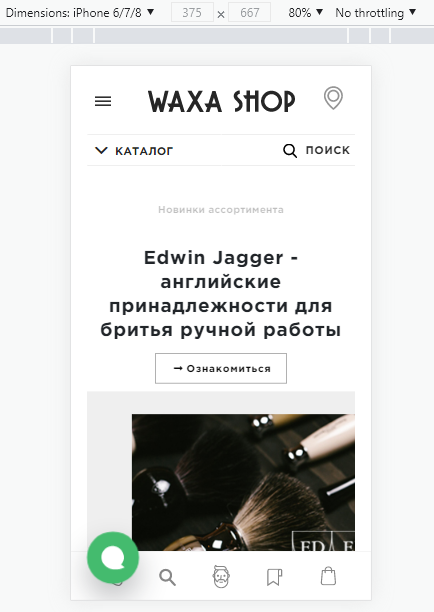 Dimensions: iPhone 6/7/8 375 × 667 80% No throttling
WAXA SHOP
КАТАЛОГ ПОИСК
Новинки ассортимента
Edwin Jagger -
английские
принадлежности для
бритья ручной работы
→ Ознакомиться